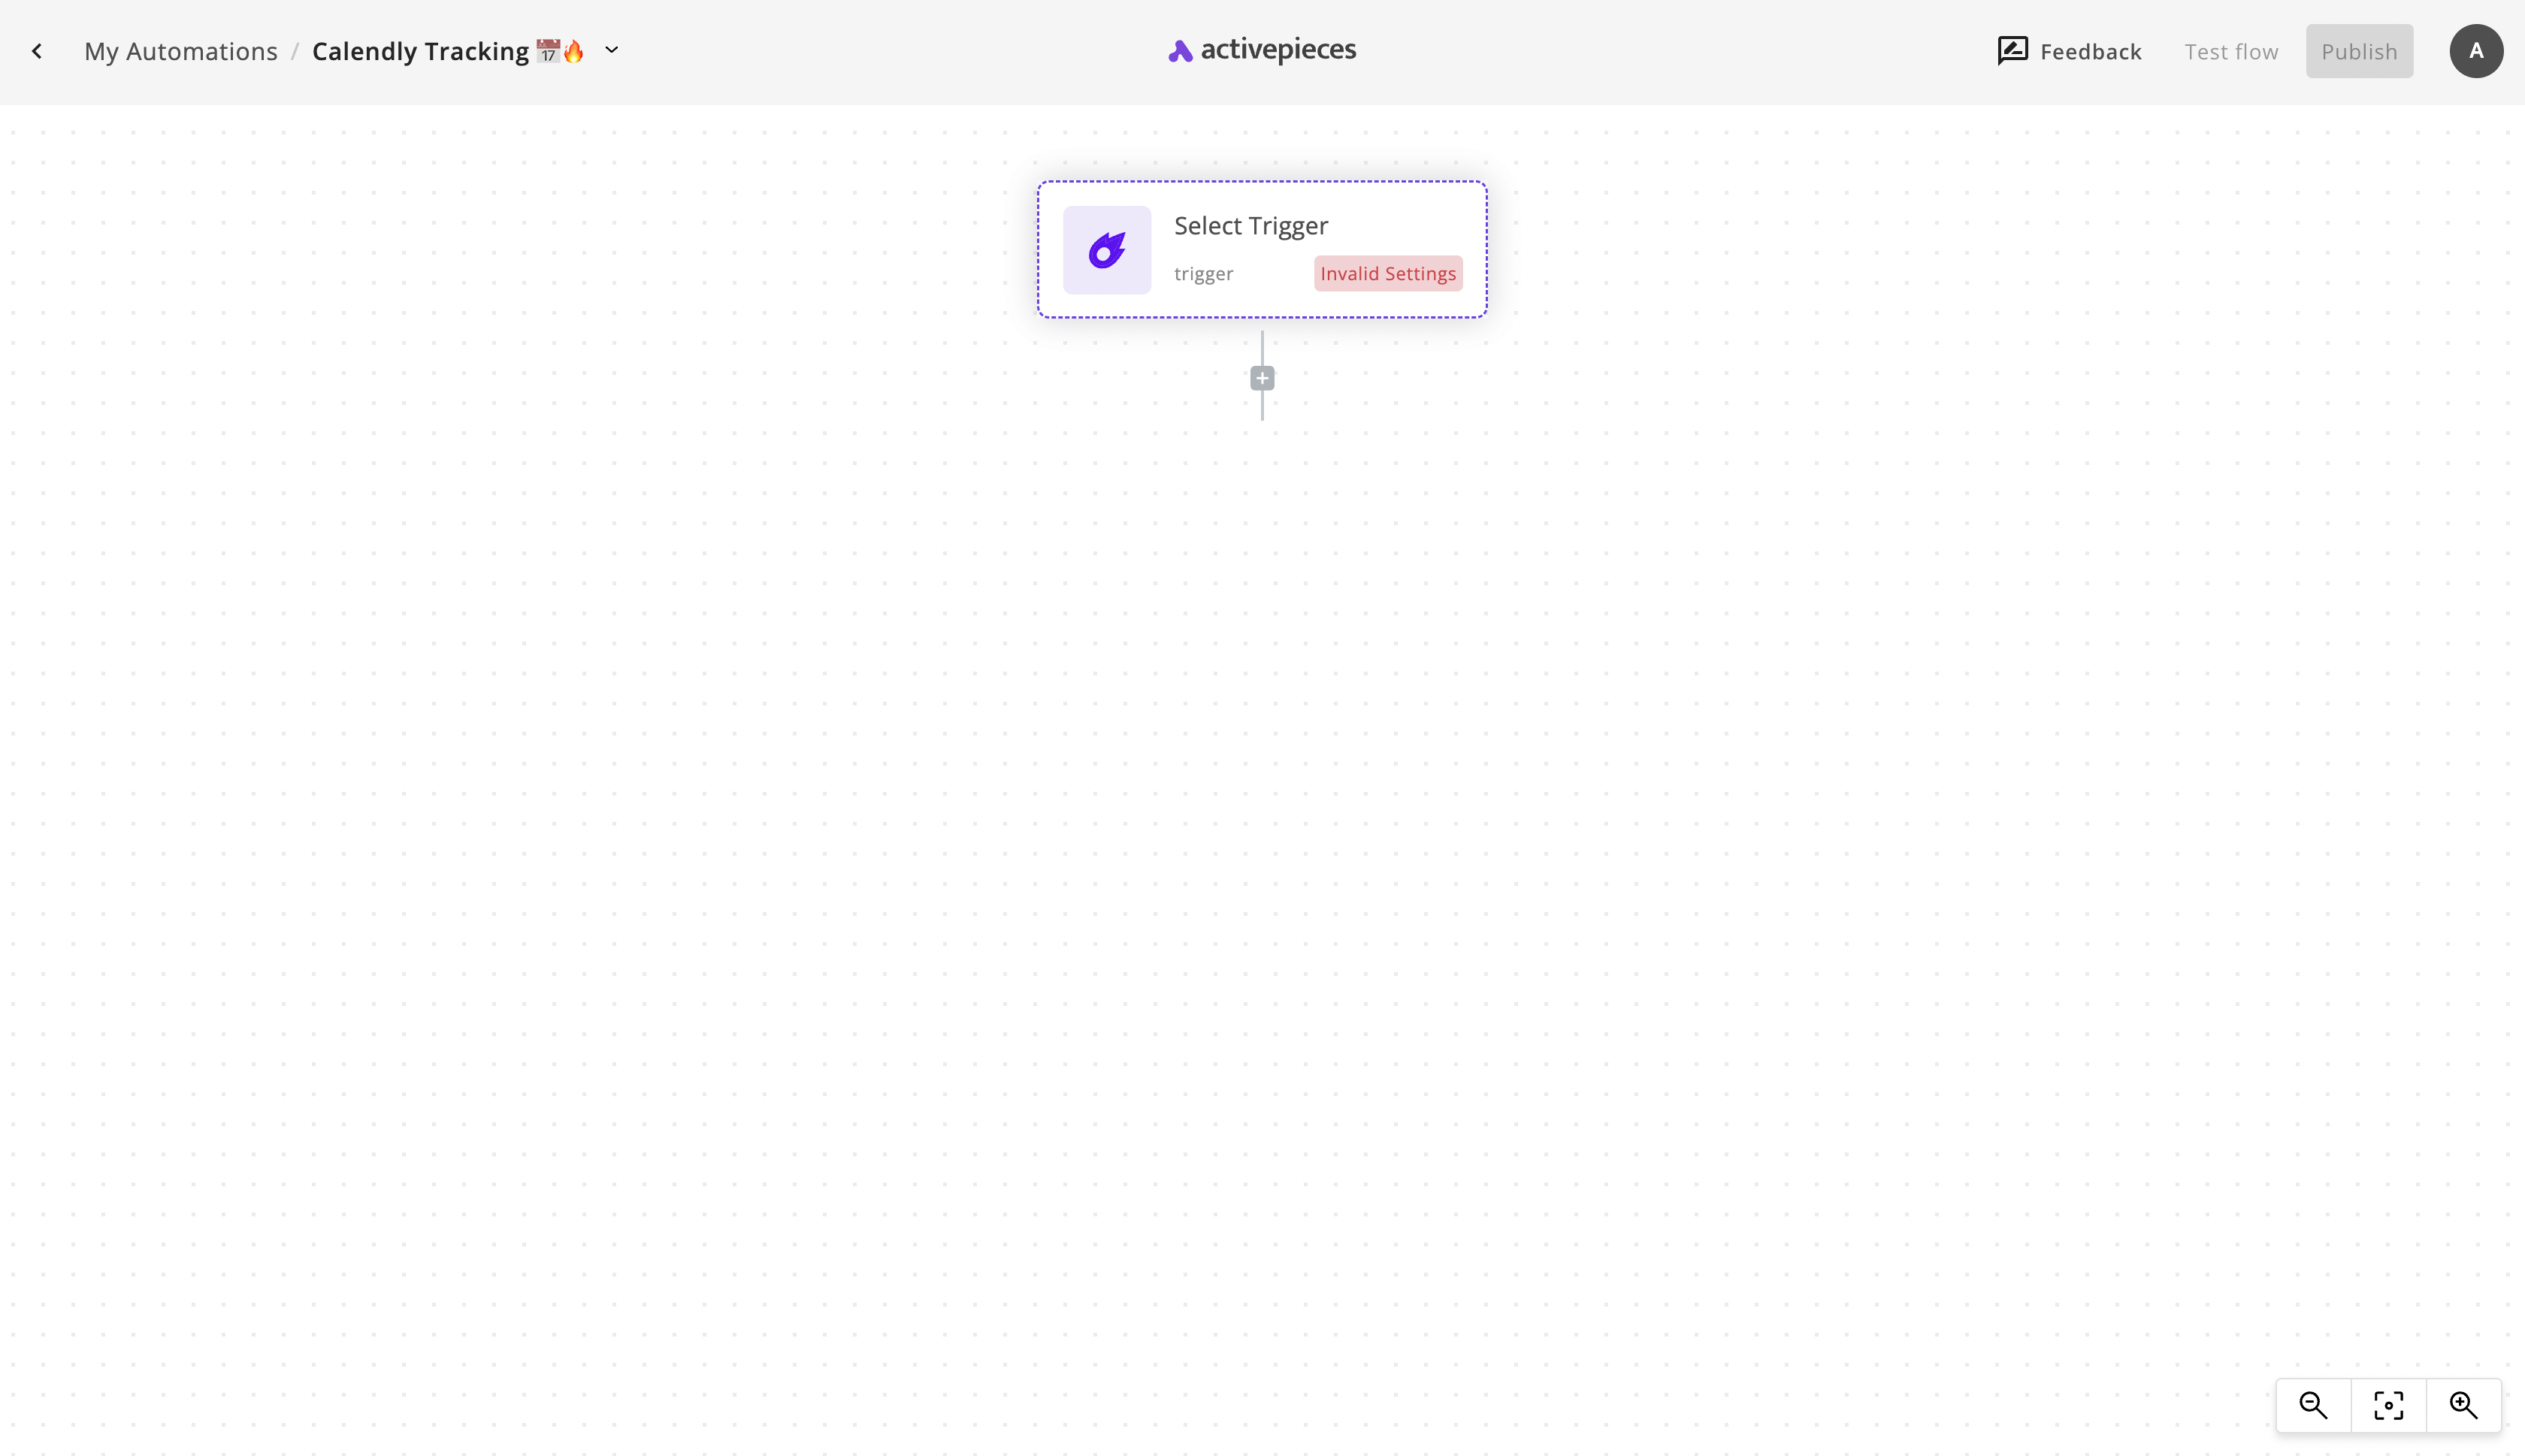 My Automations / Calendly Tracking 📅🔥
activepieces
Feedback
Test flow
Publish
A
Select Trigger
trigger
Invalid Settings